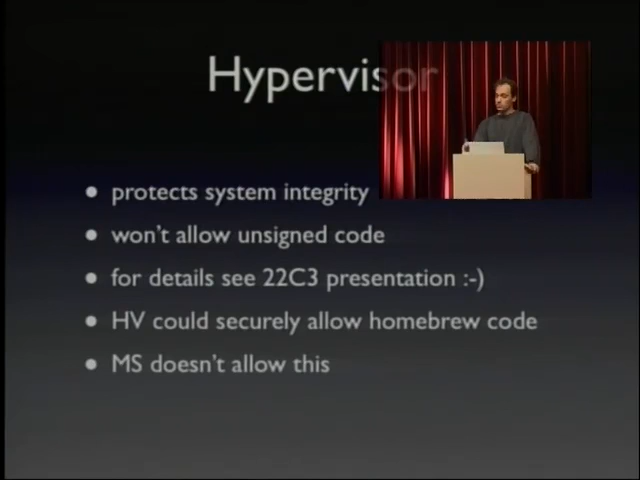 Hypervisor
• protects system integrity
• won't allow unsigned code
• for details see 22C3 presentation :-)
• HV could securely allow homebrew code
• MS doesn't allow this